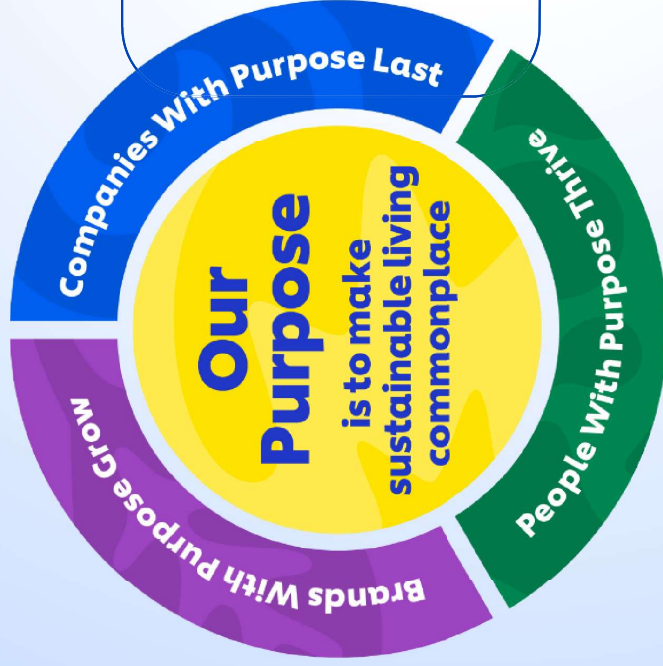 Our
Purpose
is to make
sustainable living
commonplace
Brands With Purpose Grow
Companies With Purpose Last
People With Purpose Thrive